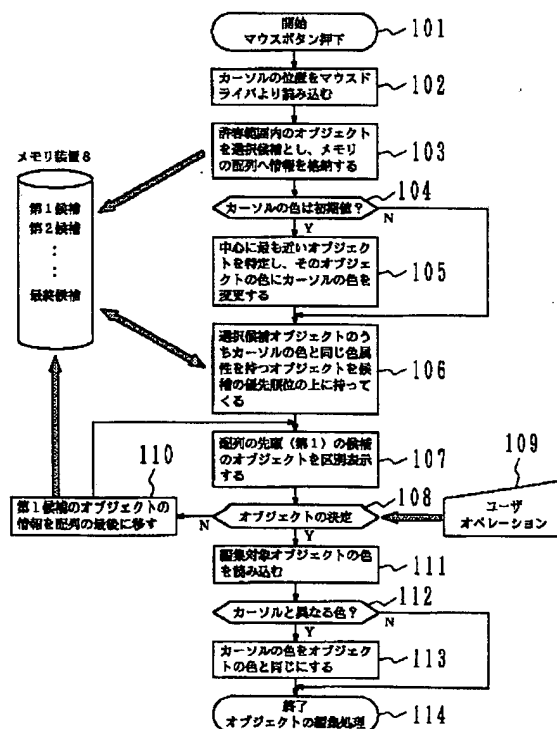 開始
マウスボタン押下
101
カーソルの位置をマウスド
ライバより読み込む
102
許容範囲内のオブジェクト
を選択候補とし、メモリ
の配列へ情報を格納する
103
メモリ装置8
第1候補
第2候補
最終候補
104
カーソルの色は初期値?
N
Y
中心に最も近いオブジェク
トを特定し、そのオブジェ
クトの色にカーソルの色を
変更する
105
選択候補オブジェクトのう
ちカーソルの色と同じ色属
性を持つオブジェクトを候
補の優先順位の上に持って
くる
106
配列の先頭(第1)の候補
のオブジェクトを区別表示
する
107
109
ユーザ
オペレーション
110
第1候補のオブジェクトの
情報を配列の最後に移す
108
オブジェクトの決定
N
Y
編集対象オブジェクトの色
を読み込む
111
112
カーソルと異なる色?
N
Y
カーソルの色をオブジェク
トの色と同じにする
113
終了
オブジェクトの編集処理
114